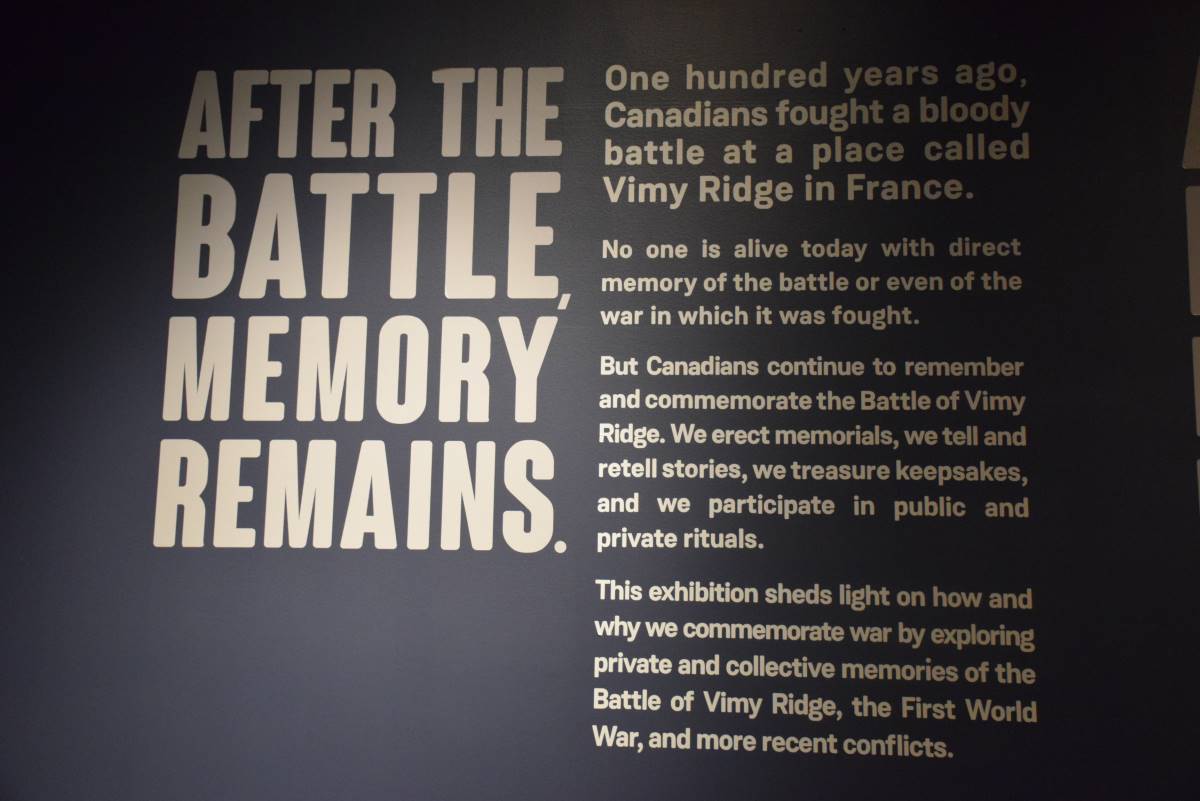 AFTER THE
BATTLE,
MEMORY
REMAINS.
One hundred years ago,
Canadians fought a bloody
battle at a place called
Vimy Ridge in France.
No one is alive today with direct
memory of the battle or even of the
war in which it was fought.
But Canadians continue to remember
and commemorate the Battle of Vimy
Ridge. We erect memorials, we tell and
retell stories, we treasure keepsakes,
and we participate in public and
private rituals.
This exhibition sheds light on how and
why we commemorate war by exploring
private and collective memories of the
Battle of Vimy Ridge, the First World
War, and more recent conflicts.